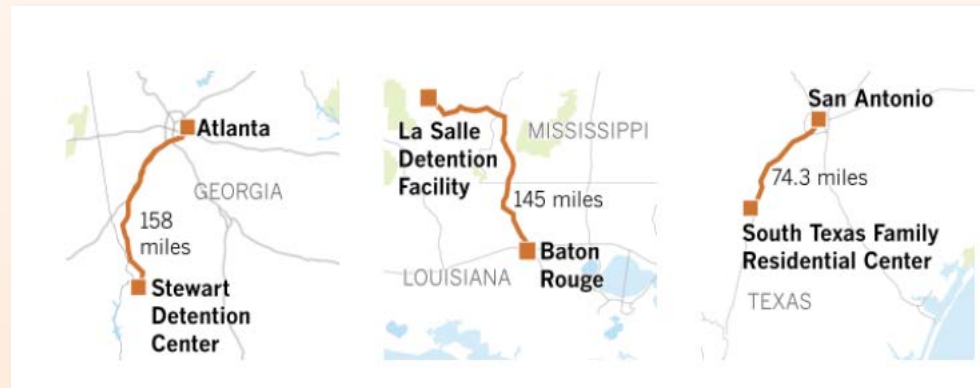 Atlanta
GEORGIA
158
miles
Stewart
Detention
Center
La Salle
Detention
Facility
MISSISSIPPI
145 miles
LOUISIANA
Baton
Rouge
San Antonio
74.3 miles
South Texas Family
Residential Center
TEXAS